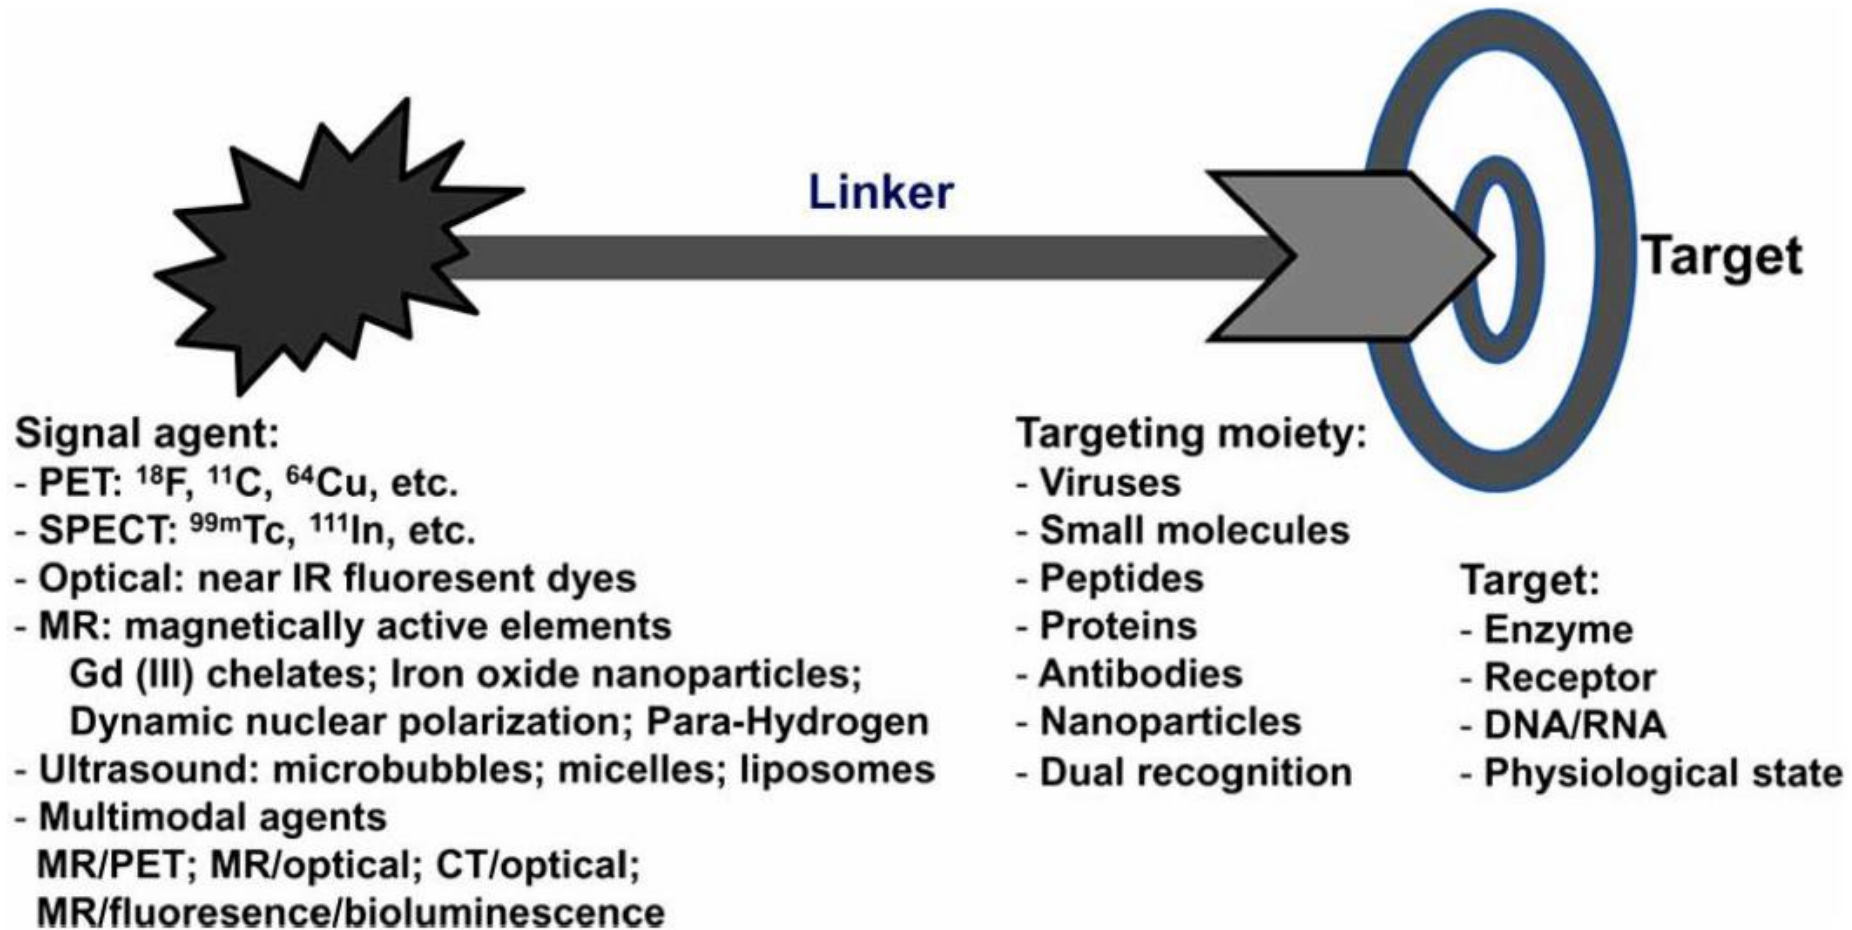 Linker
Target
Signal agent:
- PET: ¹⁸F, ¹¹C, ⁶⁴Cu, etc.
- SPECT: ⁹⁹ᵐTc, ¹¹¹In, etc.
- Optical: near IR fluoresent dyes
- MR: magnetically active elements
Gd (III) chelates; Iron oxide nanoparticles;
Dynamic nuclear polarization; Para-Hydrogen
- Ultrasound: microbubbles; micelles; liposomes
- Multimodal agents
MR/PET; MR/optical; CT/optical;
MR/fluoresence/bioluminescence
Targeting moiety:
- Viruses
- Small molecules
- Peptides
- Proteins
- Antibodies
- Nanoparticles
- Dual recognition
Target:
- Enzyme
- Receptor
- DNA/RNA
- Physiological state